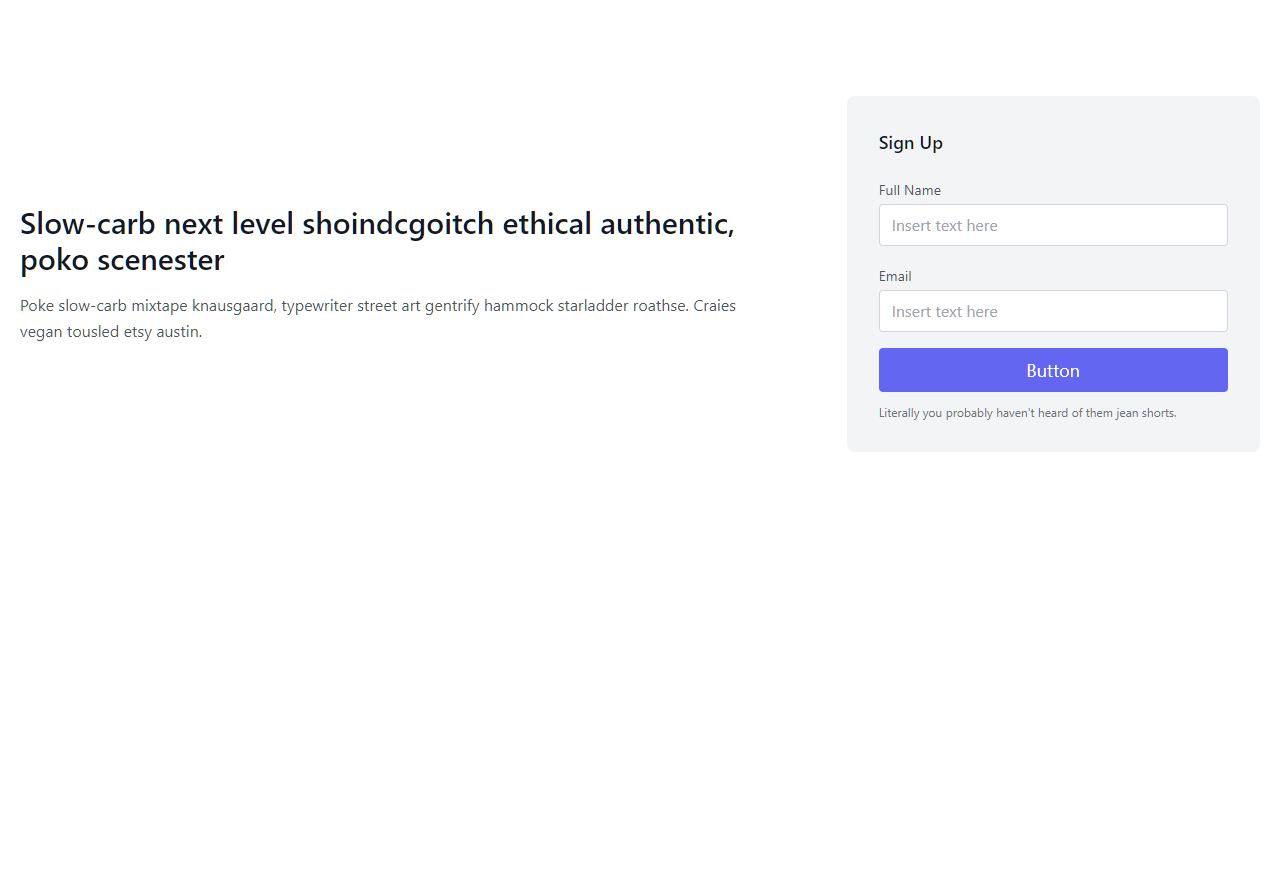 Slow-carb next level shoindcgoitch ethical authentic,
poko scenester
Poke slow-carb mixtape knausgaard, typewriter street art gentrify hammock starladder roathse. Craies
vegan tousled etsy austin.
Sign Up
Full Name
Insert text here
Email
Insert text here
Button
Literally you probably haven't heard of them jean shorts.